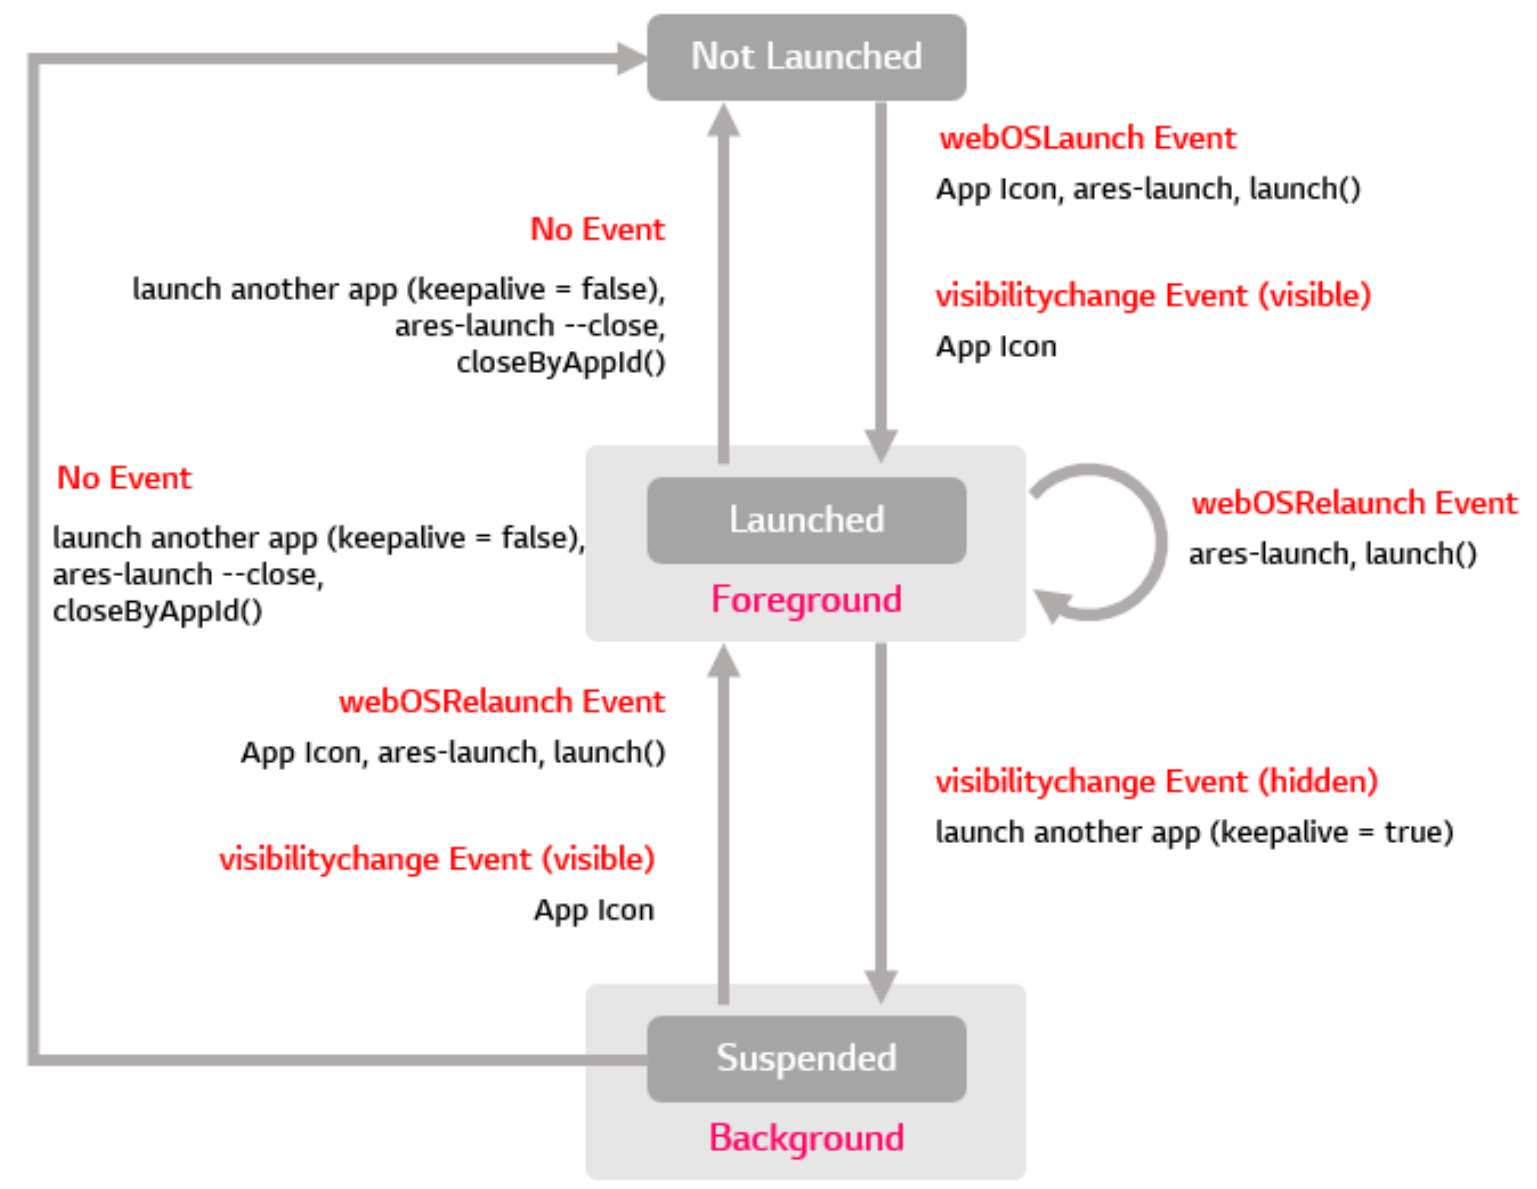 Not Launched
webOSLaunch Event
App Icon, ares-launch, launch()
No Event
launch another app (keepalive = false),
ares-launch --close,
closeByAppId()
visibilitychange Event (visible)
App Icon
No Event
launch another app (keepalive = false),
ares-launch --close,
closeByAppId()
Launched
Foreground
webOSRelaunch Event
ares-launch, launch()
webOSRelaunch Event
App Icon, ares-launch, launch()
visibilitychange Event (visible)
App Icon
visibilitychange Event (hidden)
launch another app (keepalive = true)
Suspended
Background